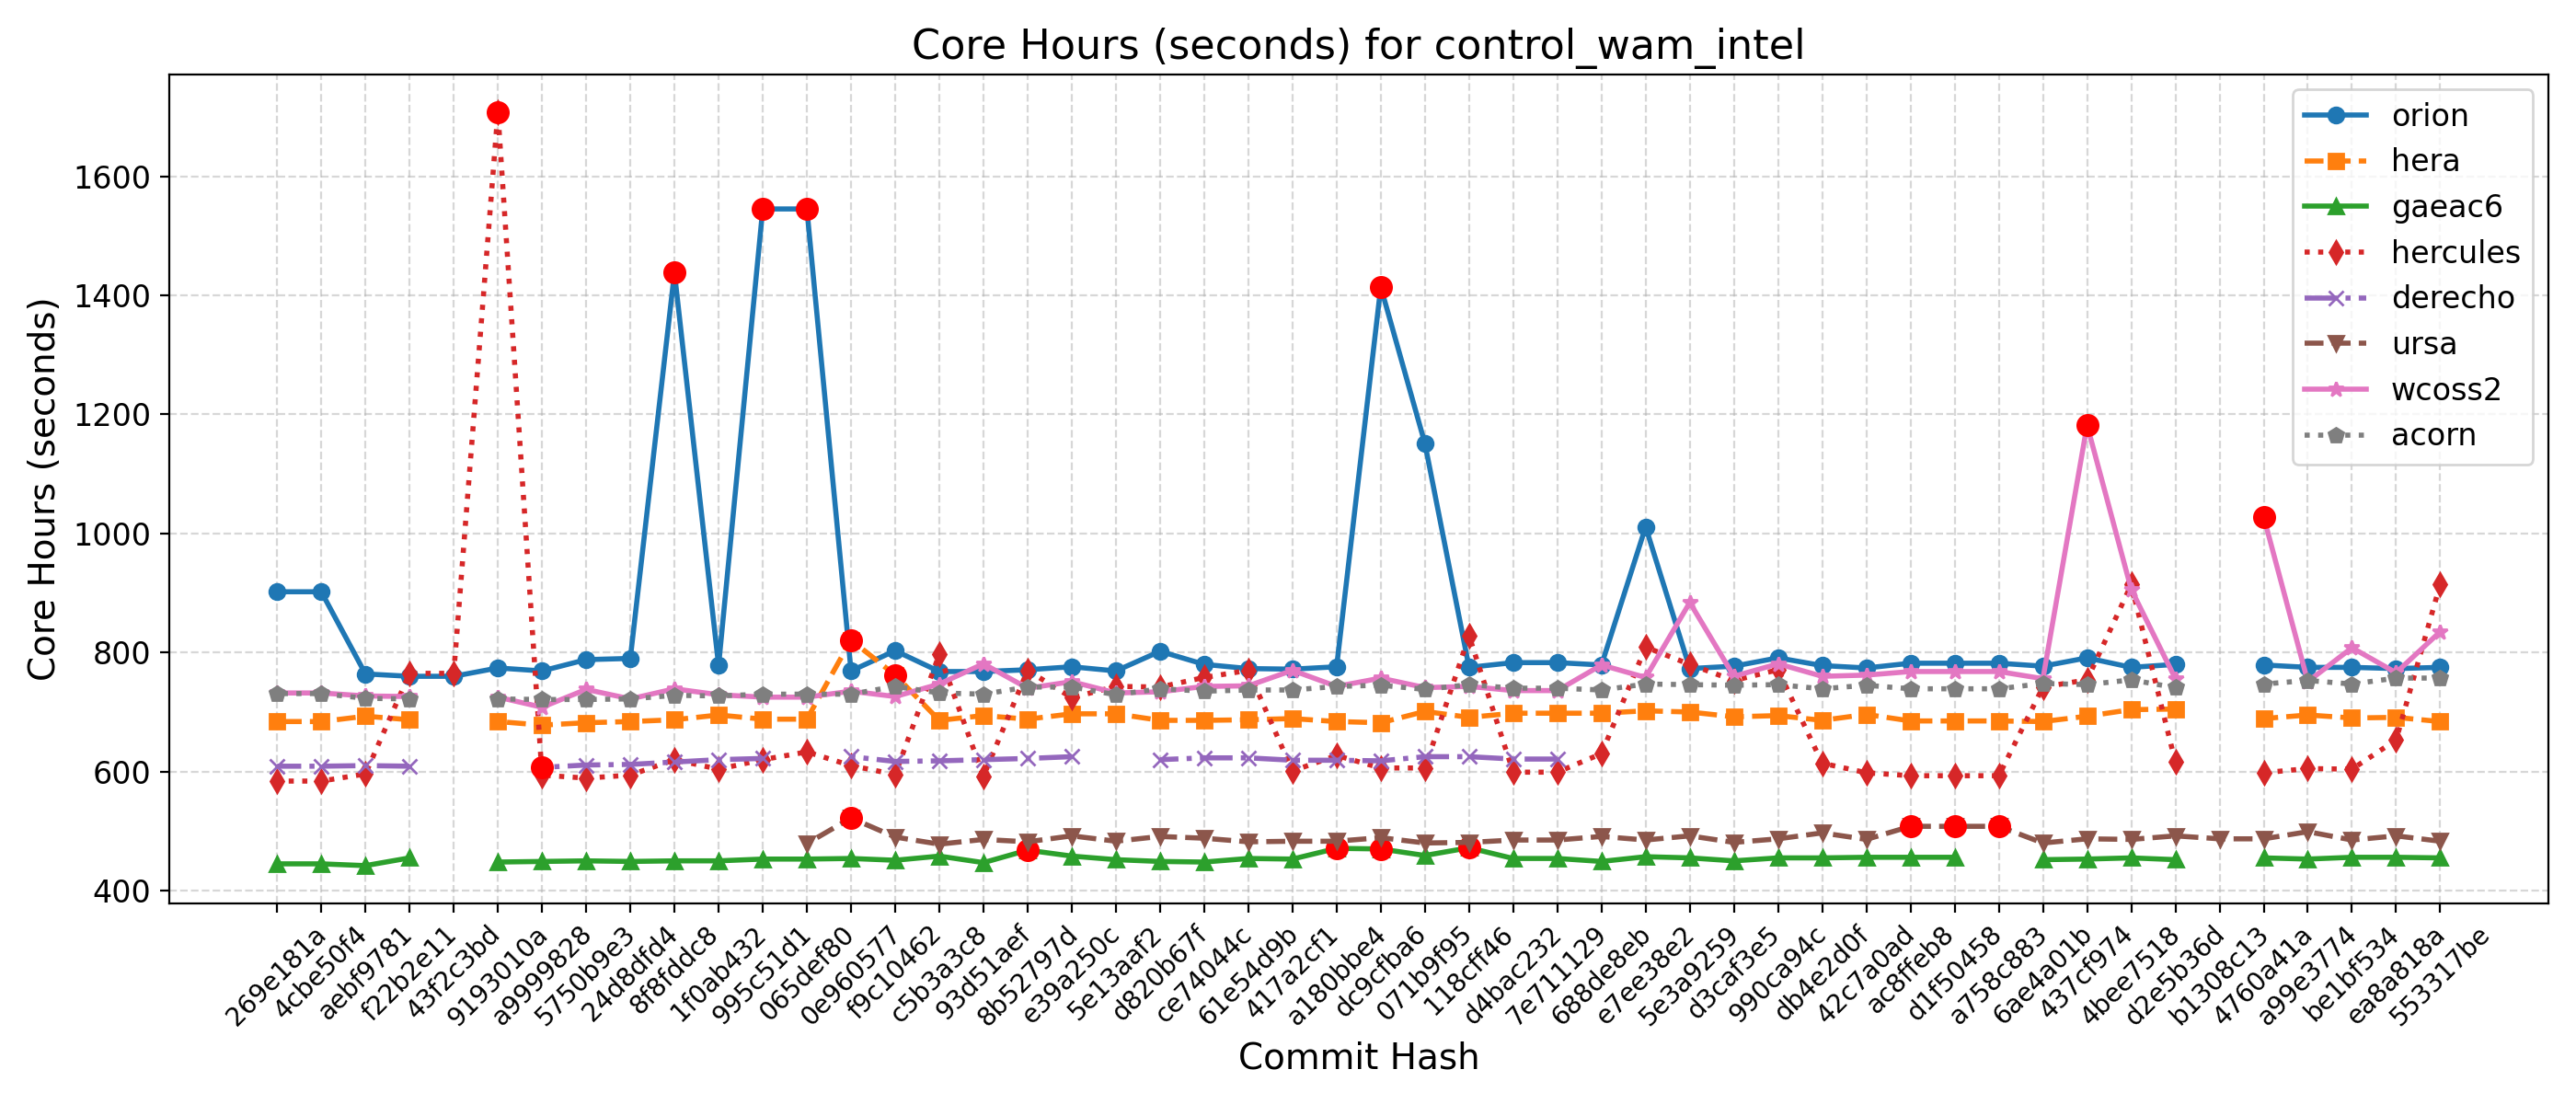 Core Hours (seconds) for control_wam_intel
Core Hours (seconds)
1600
1400
1200
1000
800
600
400
orion
hera
gaeac6
hercules
derecho
ursa
wcoss2
acorn
269e181a
4cbe50f4
aebf9781
f22b2e11
43f2c3bd
9193010a
a9999828
5750b9e3
24d8dfd4
8f8fddc8
1f0ab432
995c51d1
065def80
0e960577
f9c10462
c5b3a3c8
93d51aef
8b52797d
e39a250c
5e13aaf2
d820b67f
ce74044c
61e54d9b
417a2cf1
a180bbe4
dc9cfba6
071b9f95
118cff46
d4bac232
7e711129
688de8eb
e7ee38e2
5e3a9259
d3caf3e5
990ca94c
db4e2d0f
42c7a0ad
ac8ffeb8
d1f50458
a758c883
6ae4a01b
437cf974
4bee7518
d2e5b36d
b1308c13
4760a41a
a99e3774
be1bf534
ea8a818a
553317be
Commit Hash